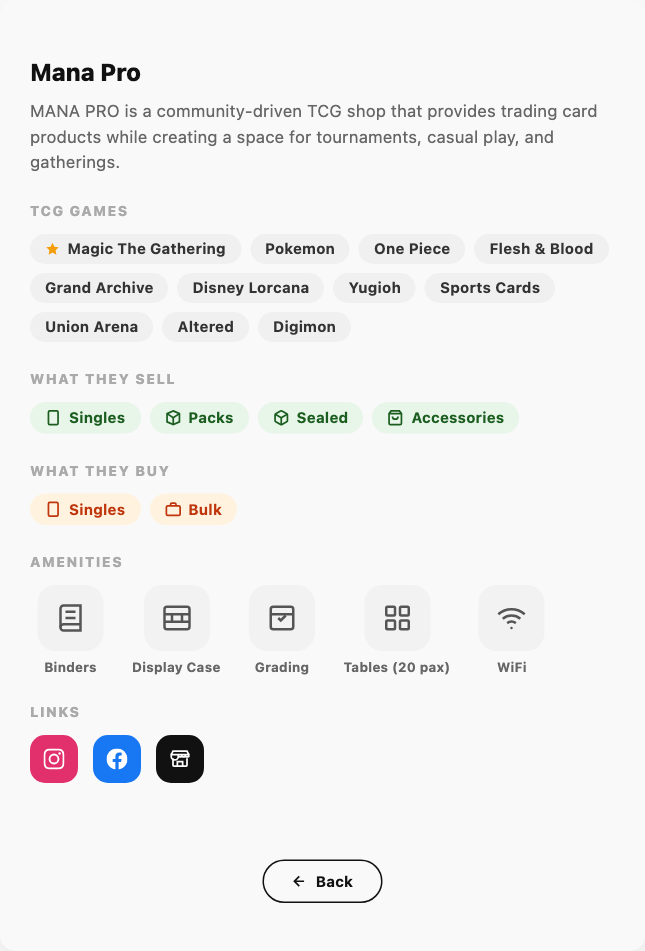 Mana Pro
MANA PRO is a community-driven TCG shop that provides trading card
products while creating a space for tournaments, casual play, and
gatherings.
TCG GAMES
Magic The Gathering Pokemon One Piece Flesh & Blood
Grand Archive Disney Lorcana Yugioh Sports Cards
Union Arena Altered Digimon
WHAT THEY SELL
Singles Packs Sealed Accessories
WHAT THEY BUY
Singles Bulk
AMENITIES
Binders Display Case Grading Tables (20 pax) WiFi
LINKS
Back